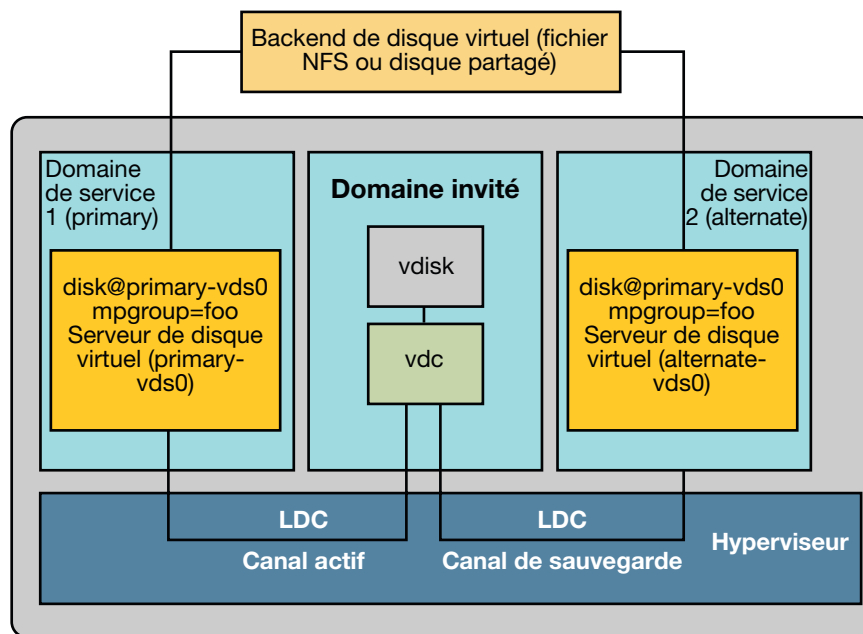 Backend de disque virtuel (fichier
NFS ou disque partagé)
Domaine
de service
1 (primary)
Domaine invité
Domaine
de service
2 (alternate)
vdisk
vdc
disk@primary-vds0
mpgroup=foo
Serveur de disque
virtuel (primary-
vds0)
disk@primary-vds0
mpgroup=foo
Serveur de disque
virtuel (alternate-
vds0)
LDC
Canal actif
LDC
Canal de sauvegarde
Hyperviseur